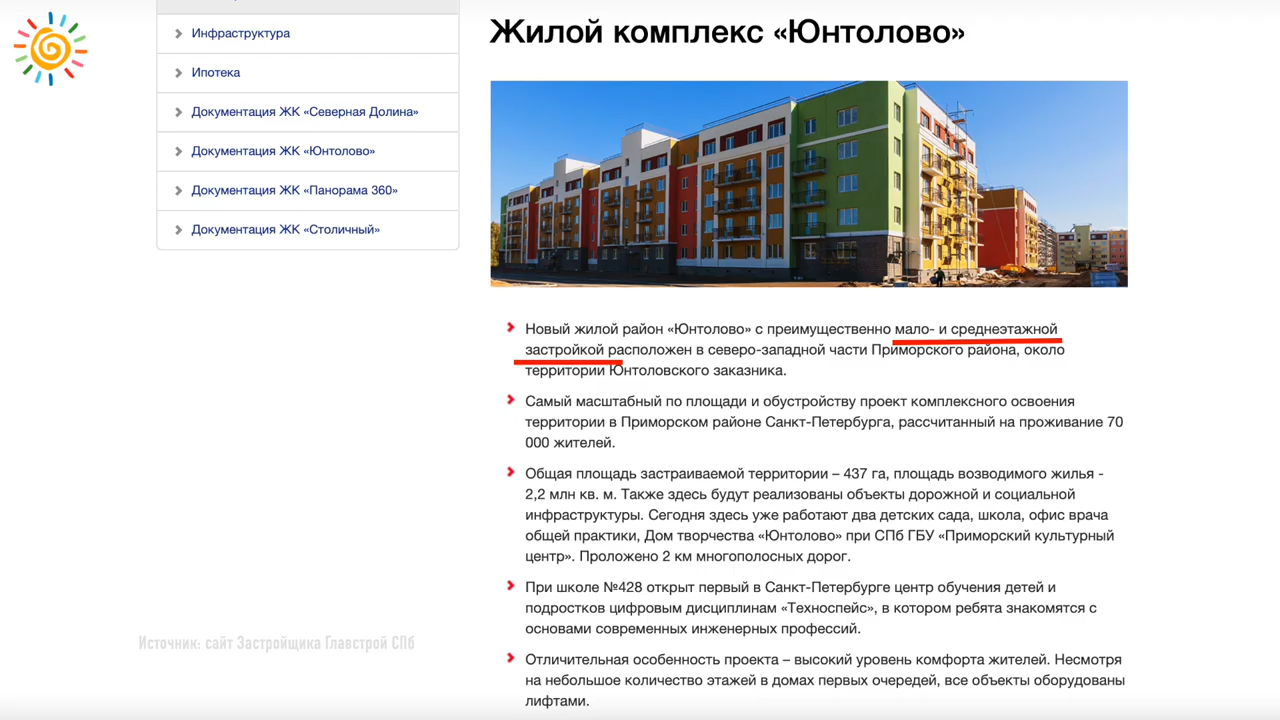 Инфраструктура
Ипотека
Документация ЖК «Северная Долина»
Документация ЖК «Юнтолово»
Документация ЖК «Панорама 360»
Документация ЖК «Столичный»
Жилой комплекс «Юнтолово»
Новый жилой район «Юнтолово» с преимущественно мало- и среднеэтажной
застройкой расположен в северо-западной части Приморского района, около
территории Юнтоловского заказника.
Самый масштабный по площади и обустройству проект комплексного освоения
территории в Приморском районе Санкт-Петербурга, рассчитанный на проживание 70
000 жителей.
Общая площадь застраиваемой территории – 437 га, площадь возводимого жилья -
2,2 млн кв. м. Также здесь будут реализованы объекты дорожной и социальной
инфраструктуры. Сегодня здесь уже работают два детских сада, школа, офис врача
общей практики, Дом творчества «Юнтолово» при СПб ГБУ «Приморский культурный
центр». Проложено 2 км многополосных дорог.
При школе №428 открыт первый в Санкт-Петербурге центр обучения детей и
подростков цифровым дисциплинам «Техноспейс», в котором ребята знакомятся с
основами современных инженерных профессий.
Отличительная особенность проекта – высокий уровень комфорта жителей. Несмотря
на небольшое количество этажей в домах первых очередей, все объекты оборудованы
лифтами.
Источник: сайт Застройщика Главстрой СПб